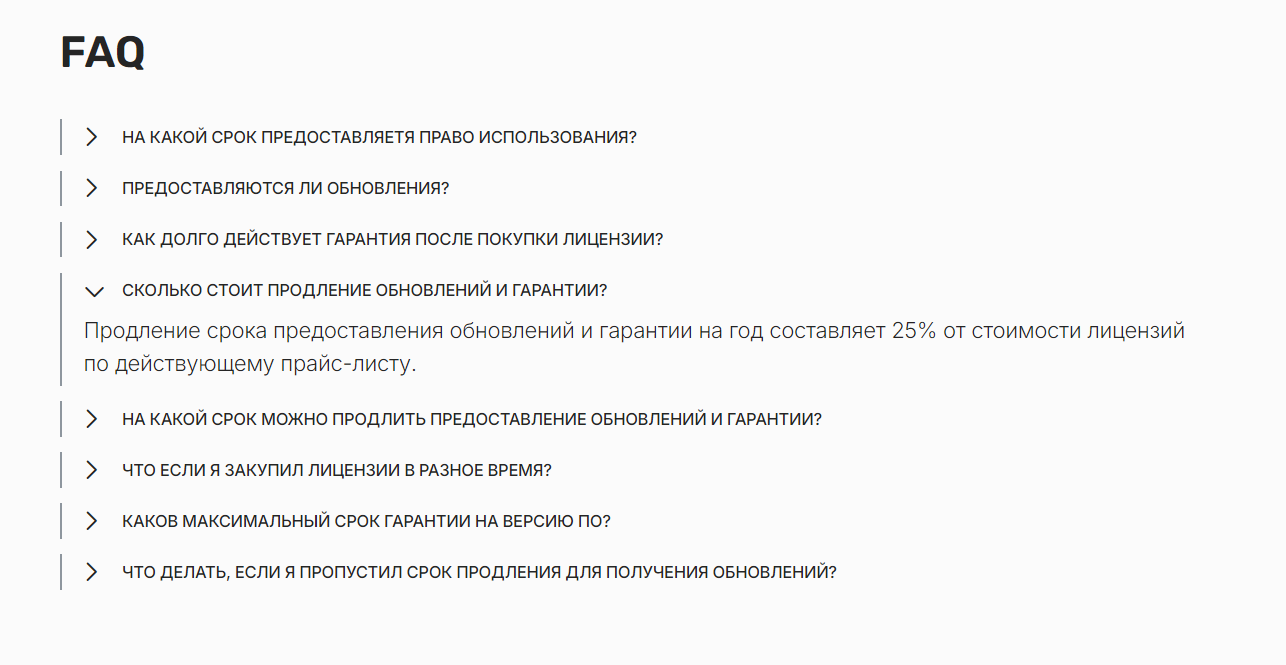 FAQ
НА КАКОЙ СРОК ПРЕДОСТАВЛЯЕТЯ ПРАВО ИСПОЛЬЗОВАНИЯ?
ПРЕДОСТАВЛЯЮТСЯ ЛИ ОБНОВЛЕНИЯ?
КАК ДОЛГО ДЕЙСТВУЕТ ГАРАНТИЯ ПОСЛЕ ПОКУПКИ ЛИЦЕНЗИИ?
СКОЛЬКО СТОИТ ПРОДЛЕНИЕ ОБНОВЛЕНИЙ И ГАРАНТИИ?
Продление срока предоставления обновлений и гарантии на год составляет 25% от стоимости лицензий
по действующему прайс-листу.
НА КАКОЙ СРОК МОЖНО ПРОДЛИТЬ ПРЕДОСТАВЛЕНИЕ ОБНОВЛЕНИЙ И ГАРАНТИИ?
ЧТО ЕСЛИ Я ЗАКУПИЛ ЛИЦЕНЗИИ В РАЗНОЕ ВРЕМЯ?
КАКОВ МАКСИМАЛЬНЫЙ СРОК ГАРАНТИИ НА ВЕРСИЮ ПО?
ЧТО ДЕЛАТЬ, ЕСЛИ Я ПРОПУСТИЛ СРОК ПРОДЛЕНИЯ ДЛЯ ПОЛУЧЕНИЯ ОБНОВЛЕНИЙ?